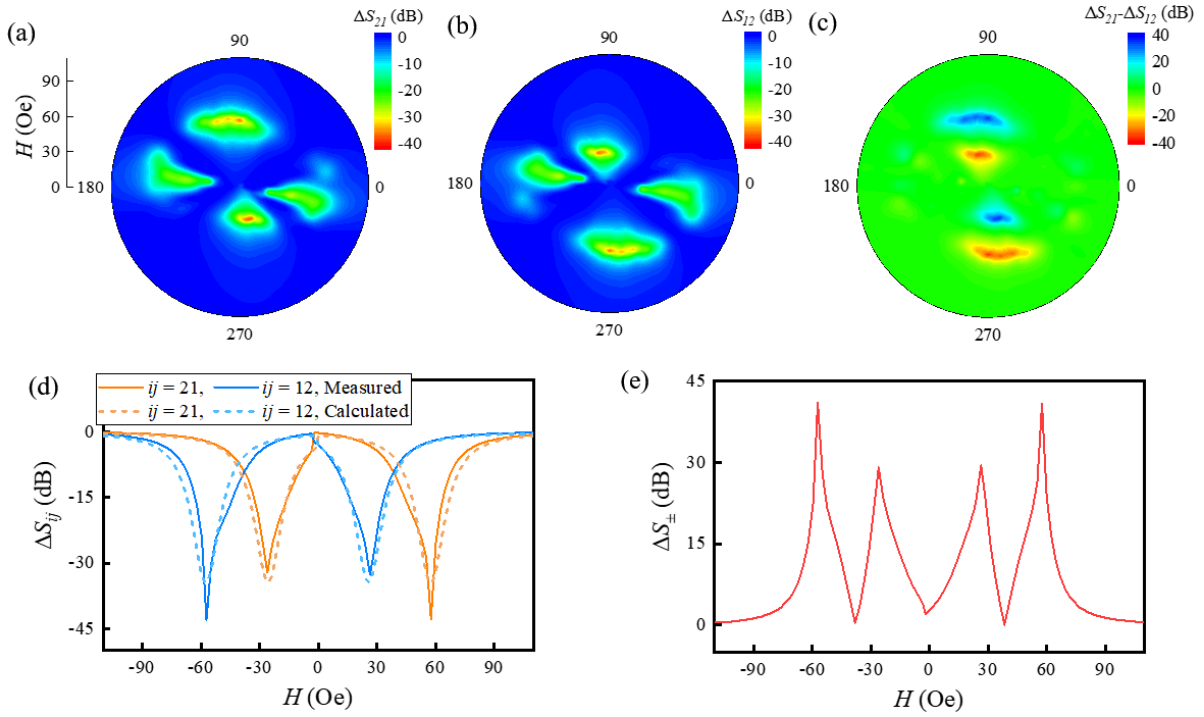 (a)
ΔS21 (dB)
0
-10
-20
-30
-40
90
H (Oe)
90
60
30
0
180
0
270
(b)
ΔS12 (dB)
0
-10
-20
-30
-40
90
180
0
270
(c)
ΔS21-ΔS12 (dB)
40
20
0
-20
-40
90
180
0
270
(d)
ij = 21, ij = 12, Measured
ij = 21, ij = 12, Calculated
ΔSij (dB)
0
-15
-30
-45
-90 -60 -30 0 30 60 90
H (Oe)
(e)
ΔS± (dB)
45
30
15
0
-90 -60 -30 0 30 60 90
H (Oe)